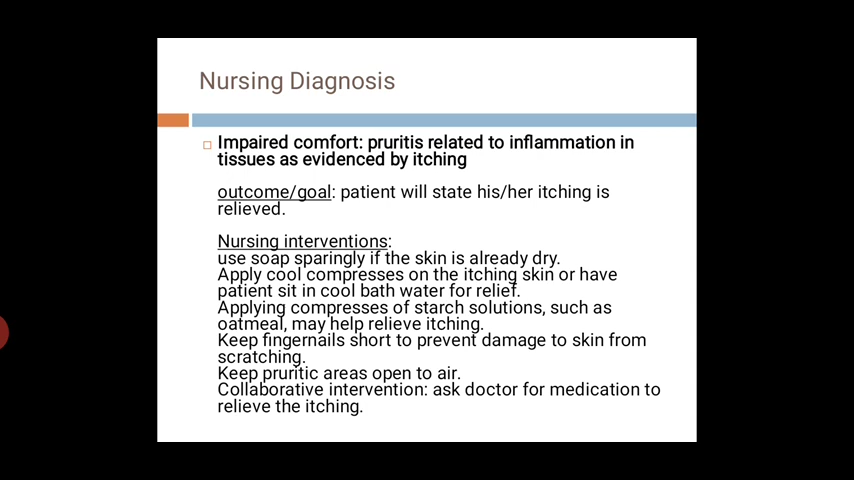 Nursing Diagnosis
Impaired comfort: pruritis related to inflammation in
tissues as evidenced by itching
outcome/goal: patient will state his/her itching is
relieved.
Nursing interventions:
use soap sparingly if the skin is already dry.
Apply cool compresses on the itching skin or have
patient sit in cool bath water for relief.
Applying compresses of starch solutions, such as
oatmeal, may help relieve itching.
Keep fingernails short to prevent damage to skin from
scratching.
Keep pruritic areas open to air.
Collaborative intervention: ask doctor for medication to
relieve the itching.